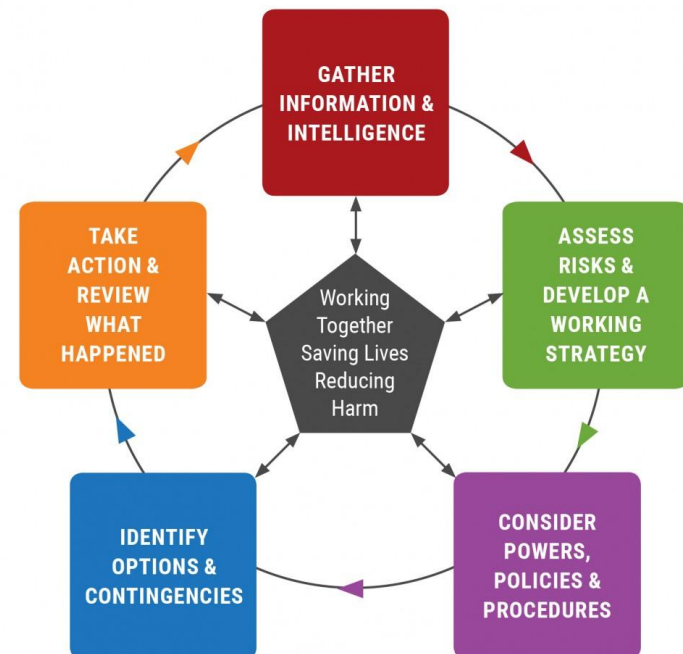 GATHER
INFORMATION &
INTELLIGENCE
ASSESS
RISKS &
DEVELOP A
WORKING
STRATEGY
CONSIDER
POWERS,
POLICIES &
PROCEDURES
IDENTIFY
OPTIONS &
CONTINGENCIES
TAKE
ACTION &
REVIEW
WHAT
HAPPENED
Working
Together
Saving Lives
Reducing
Harm